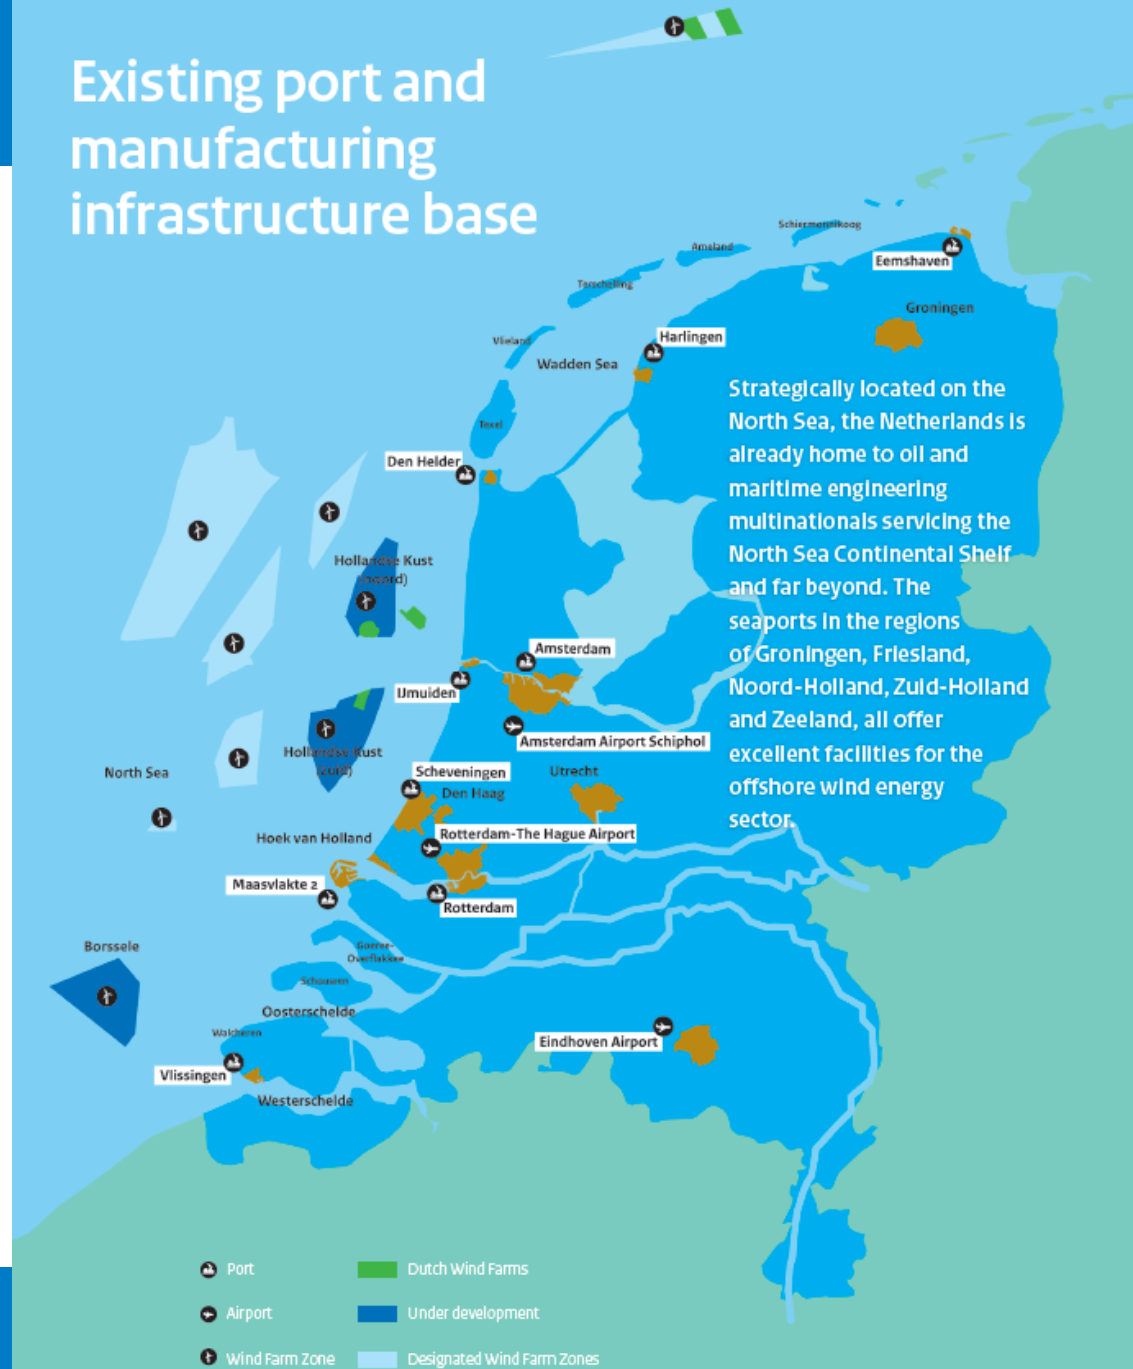 Existing port and
manufacturing
infrastructure base
Schiermonnikoog
Ameland
Eemshaven
Terschelling
Groningen
Vlieland
Harlingen
Wadden Sea
Strategically located on the
North Sea, the Netherlands is
already home to oil and
maritime engineering
multinationals servicing the
North Sea Continental Shelf
and far beyond. The
seaports in the regions
of Groningen, Friesland,
Noord-Holland, Zuid-Holland
and Zeeland, all offer
excellent facilities for the
offshore wind energy
sector.
Texel
Den Helder
Hollandse Kust
(noord)
Amsterdam
IJmuiden
Amsterdam Airport Schiphol
Hollandse Kust
(zuid)
North Sea
Scheveningen
Utrecht
Den Haag
Hoek van Holland
Rotterdam-The Hague Airport
Maasvlakte 2
Rotterdam
Borssele
Goeree-
Overflakkee
Schouwen
Oosterschelde
Walcheren
Eindhoven Airport
Vlissingen
Westerschelde
Port
Dutch Wind Farms
Airport
Under development
Wind Farm Zone
Designated Wind Farm Zones